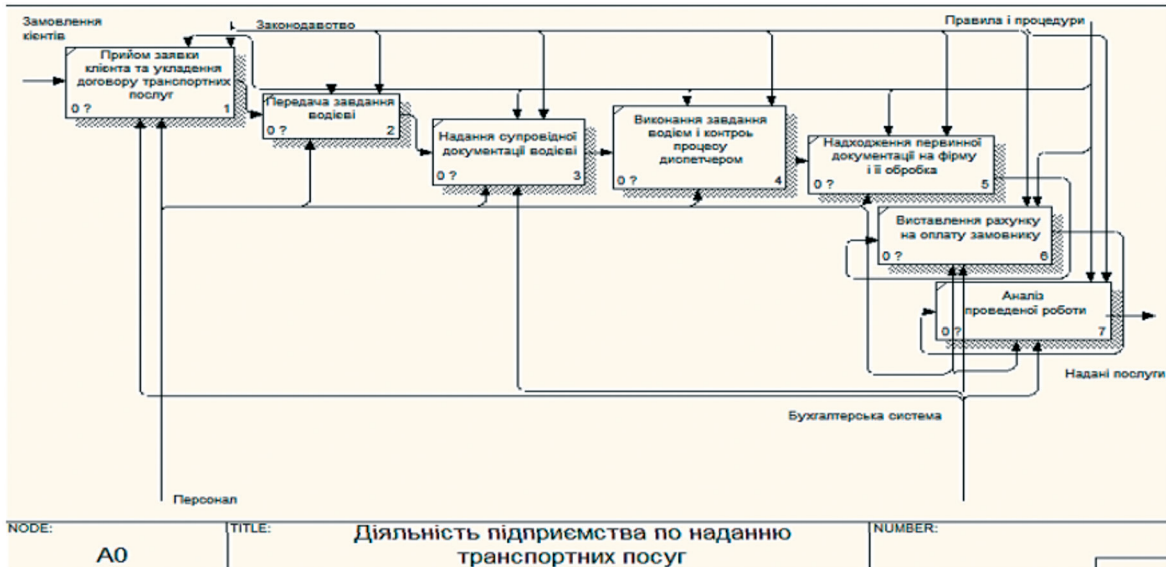 Замовлення
кієнтів
Законодавство
Правила і процедури
Прийом заявки
клієнта та укладення
договору транспортних
послуг
0 ?
1
Передача завдання
водієві
0 ?
2
Надання супровідної
документації водієві
0 ?
3
Виконання завдання
водієм і контроь
процесу
диспетчером
0 ?
4
Надходження первинної
документації на фірму
і її обробка
0 ?
5
Виставлення рахунку
на оплату замовнику
0 ?
6
Аналіз
проведеної роботи
0 ?
7
Надані послуги
Бухгалтерська система
Персонал
NODE:
A0
TITLE:
Діяльність підприємства по наданню
транспортних посуг
NUMBER: